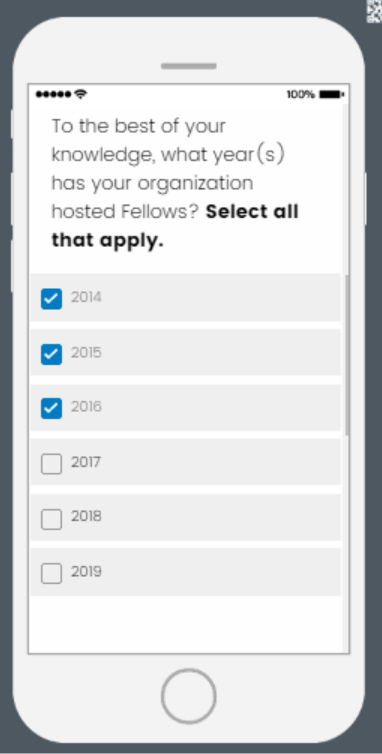 100%
To the best of your
knowledge, what year(s)
has your organization
hosted Fellows? Select all
that apply.
2014
2015
2016
2017
2018
2019